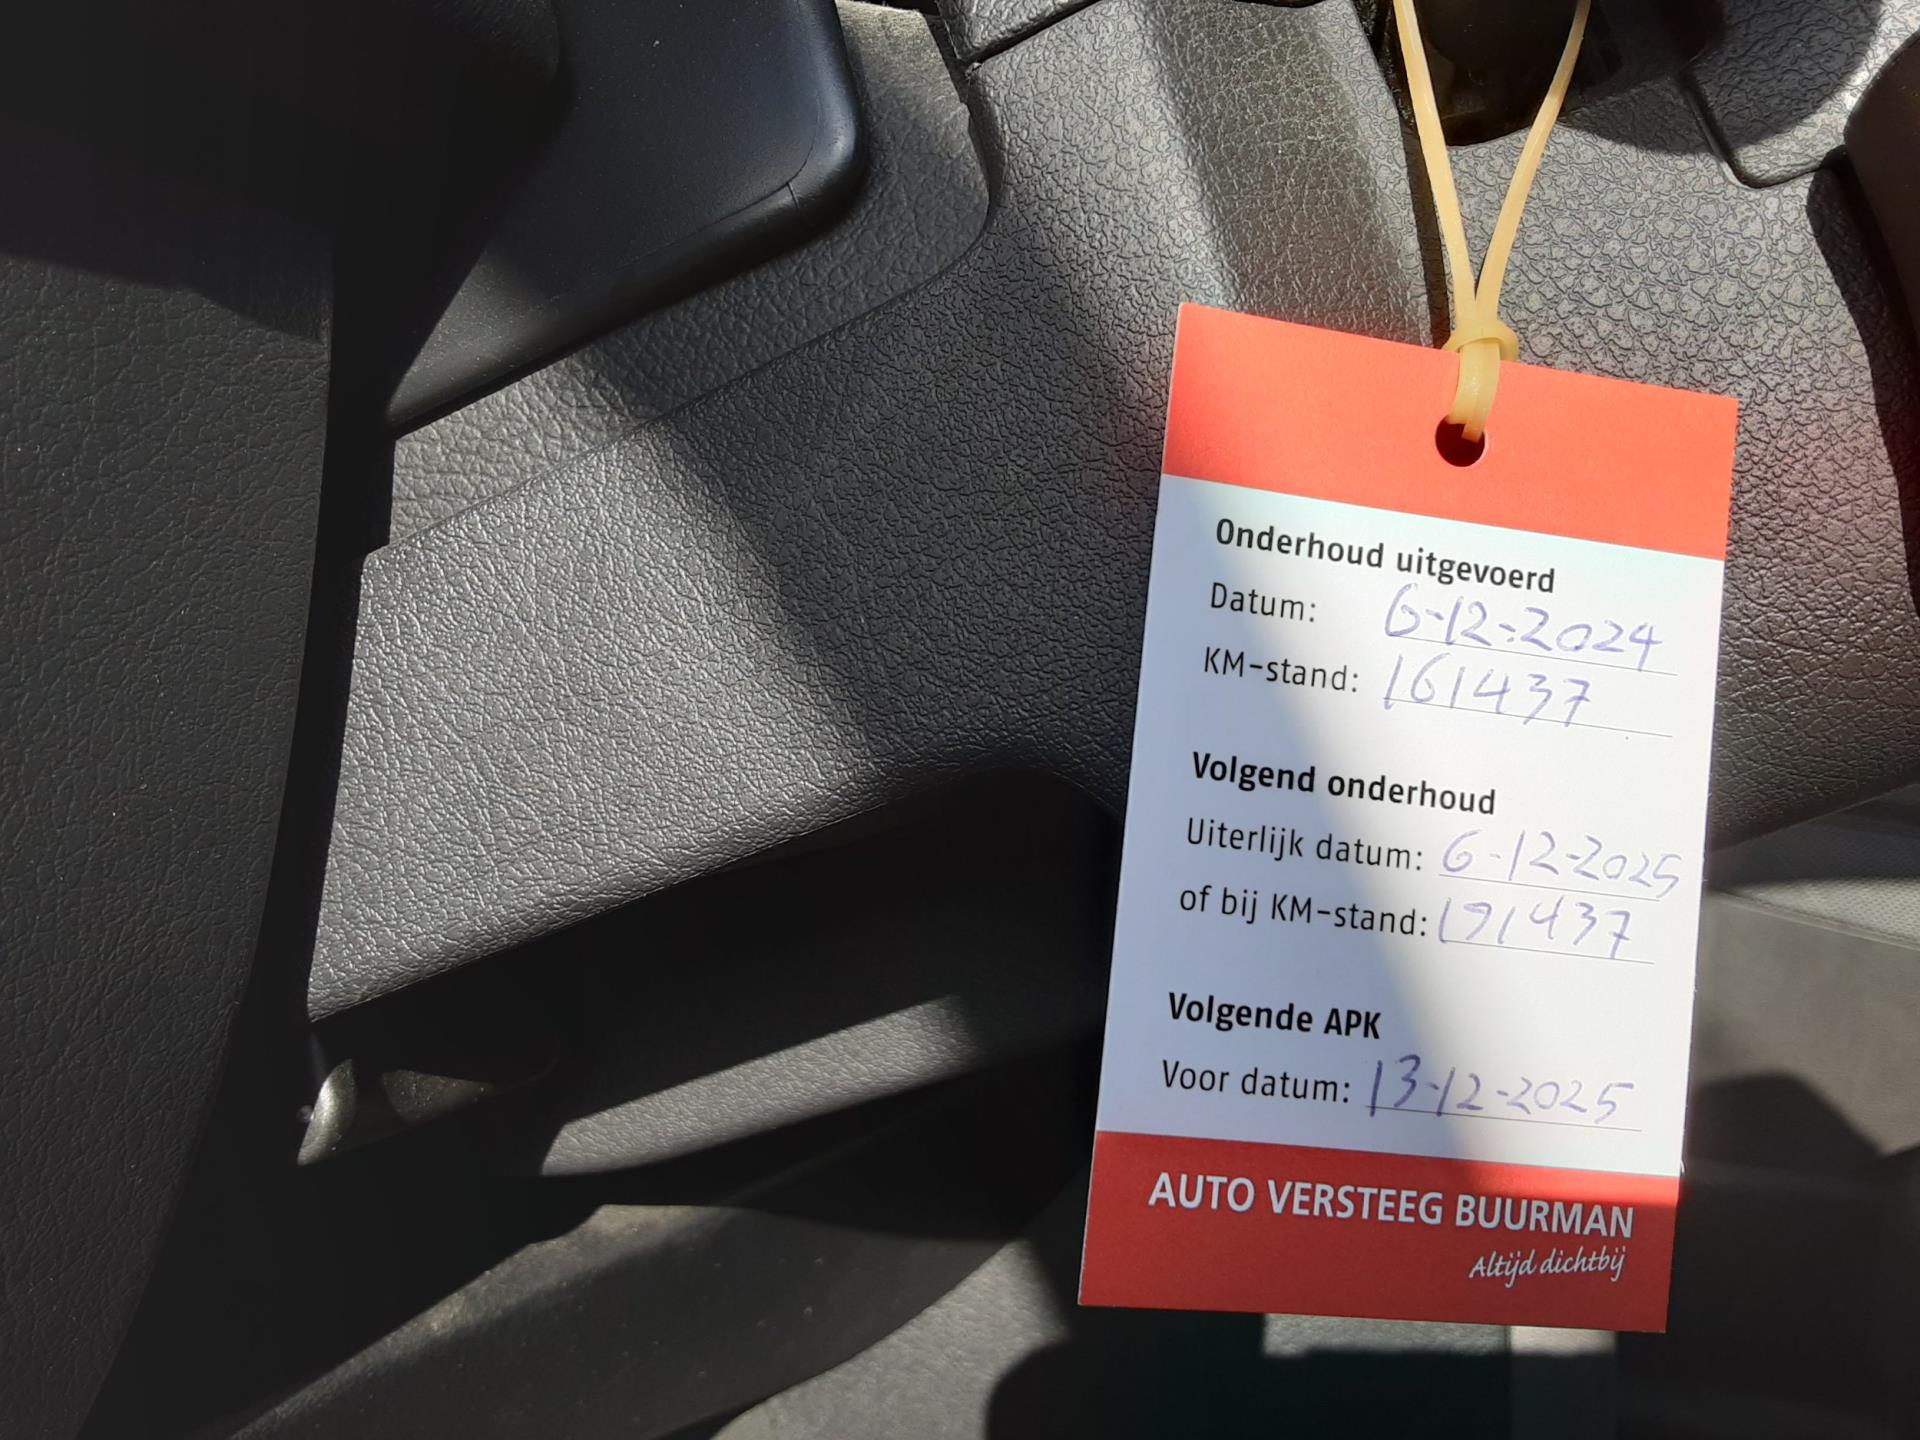 Onderhoud uitgevoerd
Datum: 6-12-2024
KM-stand: 161437
Volgend onderhoud
Uiterlijk datum: 6-12-2025
of bij KM-stand: 191437
Volgende APK
Voor datum: 13-12-2025
AUTO VERSTEEG BUURMAN
Altijd dichtbij